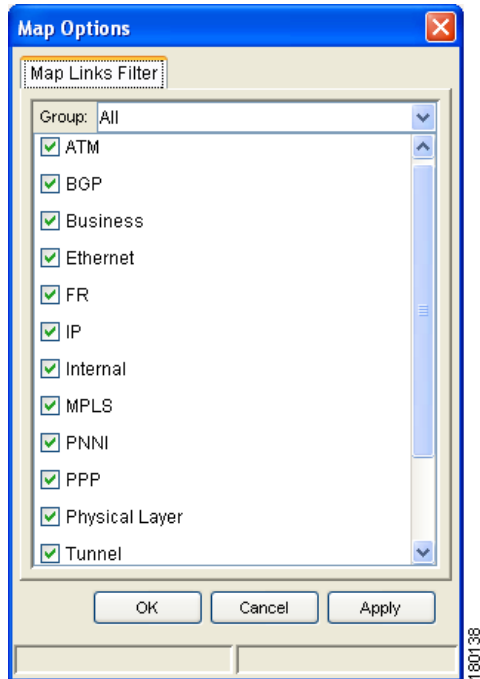 Map Options
Map Links Filter
Group: All
ATM
BGP
Business
Ethernet
FR
IP
Internal
MPLS
PNNI
PPP
Physical Layer
Tunnel
OK Cancel Apply
180138